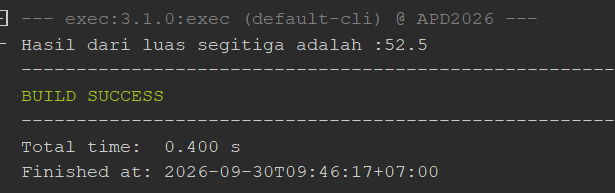 --- exec:3.1.0:exec (default-cli) @ APD2026 ---
Hasil dari luas segitiga adalah :52.5
------------------------------------------------------
BUILD SUCCESS
------------------------------------------------------
Total time:  0.400 s
Finished at: 2026-09-30T09:46:17+07:00